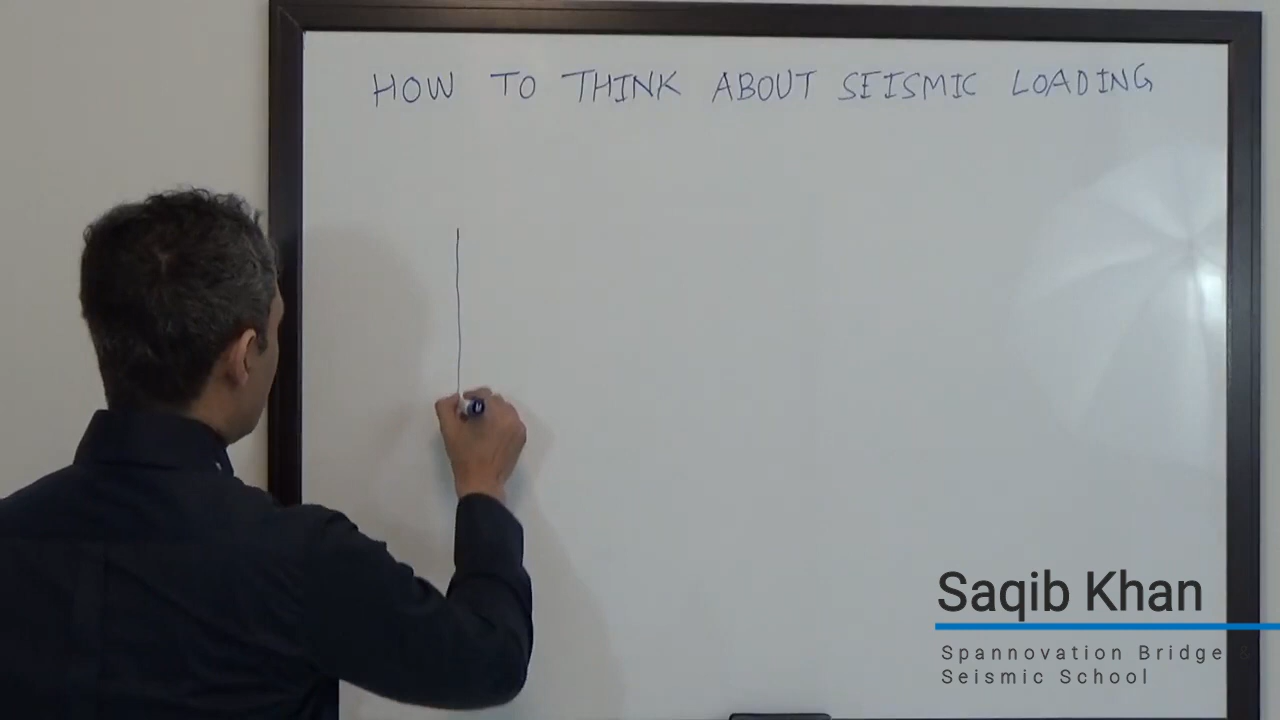 HOW TO THINK ABOUT SEISMIC LOADING
Saqib Khan
Spannovation Bridge &
Seismic School